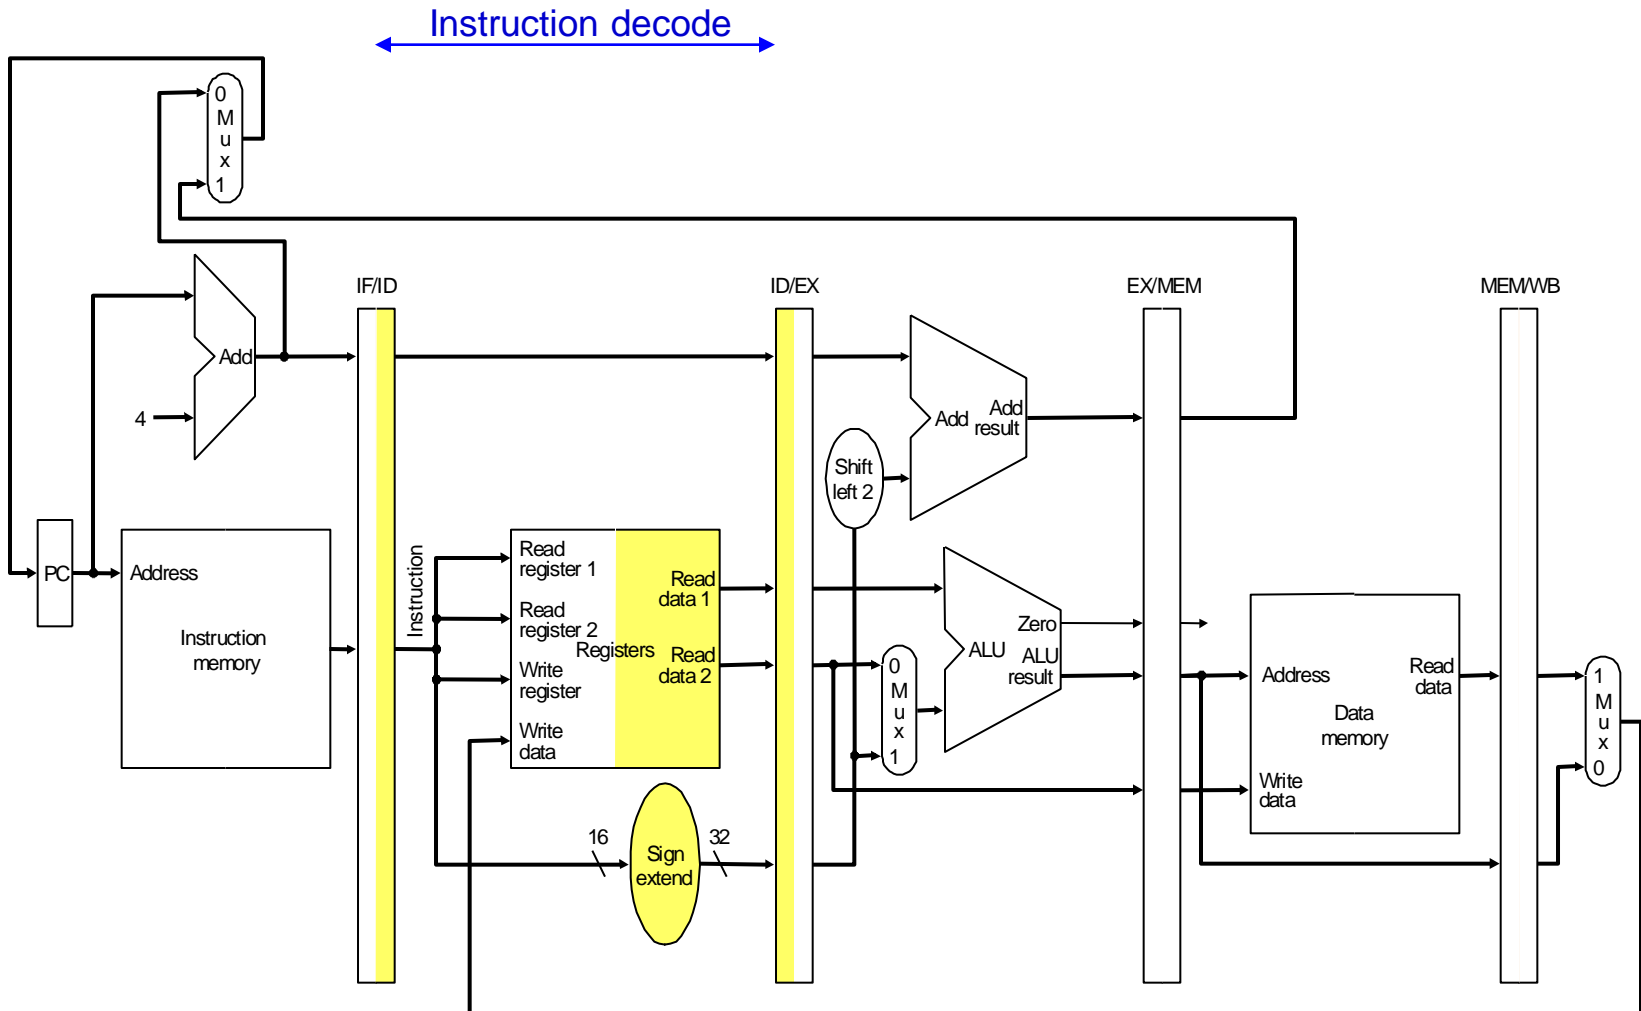 Instruction decode
0
M
u
x
1
IF/ID
ID/EX
EX/MEM
MEM/WB
Add
4
Add
Add
result
Shift
left 2
PC
Address
Instruction
memory
Instruction
Read
register 1
Read
register 2
Write
register
Write
data
Registers
Read
data 1
Read
data 2
16
Sign
extend
32
0
M
u
x
1
Zero
ALU
ALU
result
Address
Read
data
Data
memory
Write
data
1
M
u
x
0